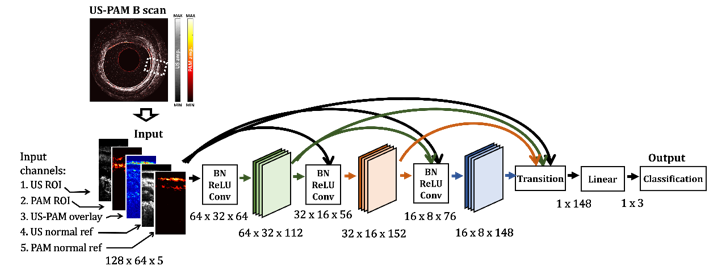 US-PAM B scan
MAX
MAX
US amp.
PAM amp.
MIN
MIN
Input
Input
channels:
1. US ROI
2. PAM ROI
3. US-PAM overlay
4. US normal ref
5. PAM normal ref
128 x 64 x 5
BN
ReLU
Conv
64 x 32 x 64
64 x 32 x 112
BN
ReLU
Conv
32 x 16 x 56
32 x 16 x 152
BN
ReLU
Conv
16 x 8 x 76
16 x 8 x 148
Transition
1 x 148
Linear
1 x 3
Output
Classification